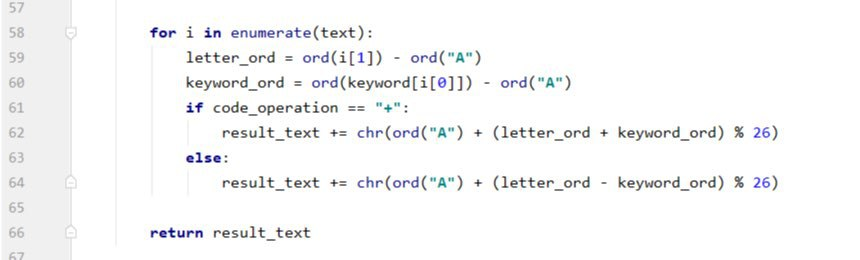 57
58 for i in enumerate(text):
59 letter_ord = ord(i[1]) - ord("A")
60 keyword_ord = ord(keyword[i[0]]) - ord("A")
61 if code_operation == "+":
62 result_text += chr(ord("A") + (letter_ord + keyword_ord) % 26)
63 else:
64 result_text += chr(ord("A") + (letter_ord - keyword_ord) % 26)
65
66 return result_text
67